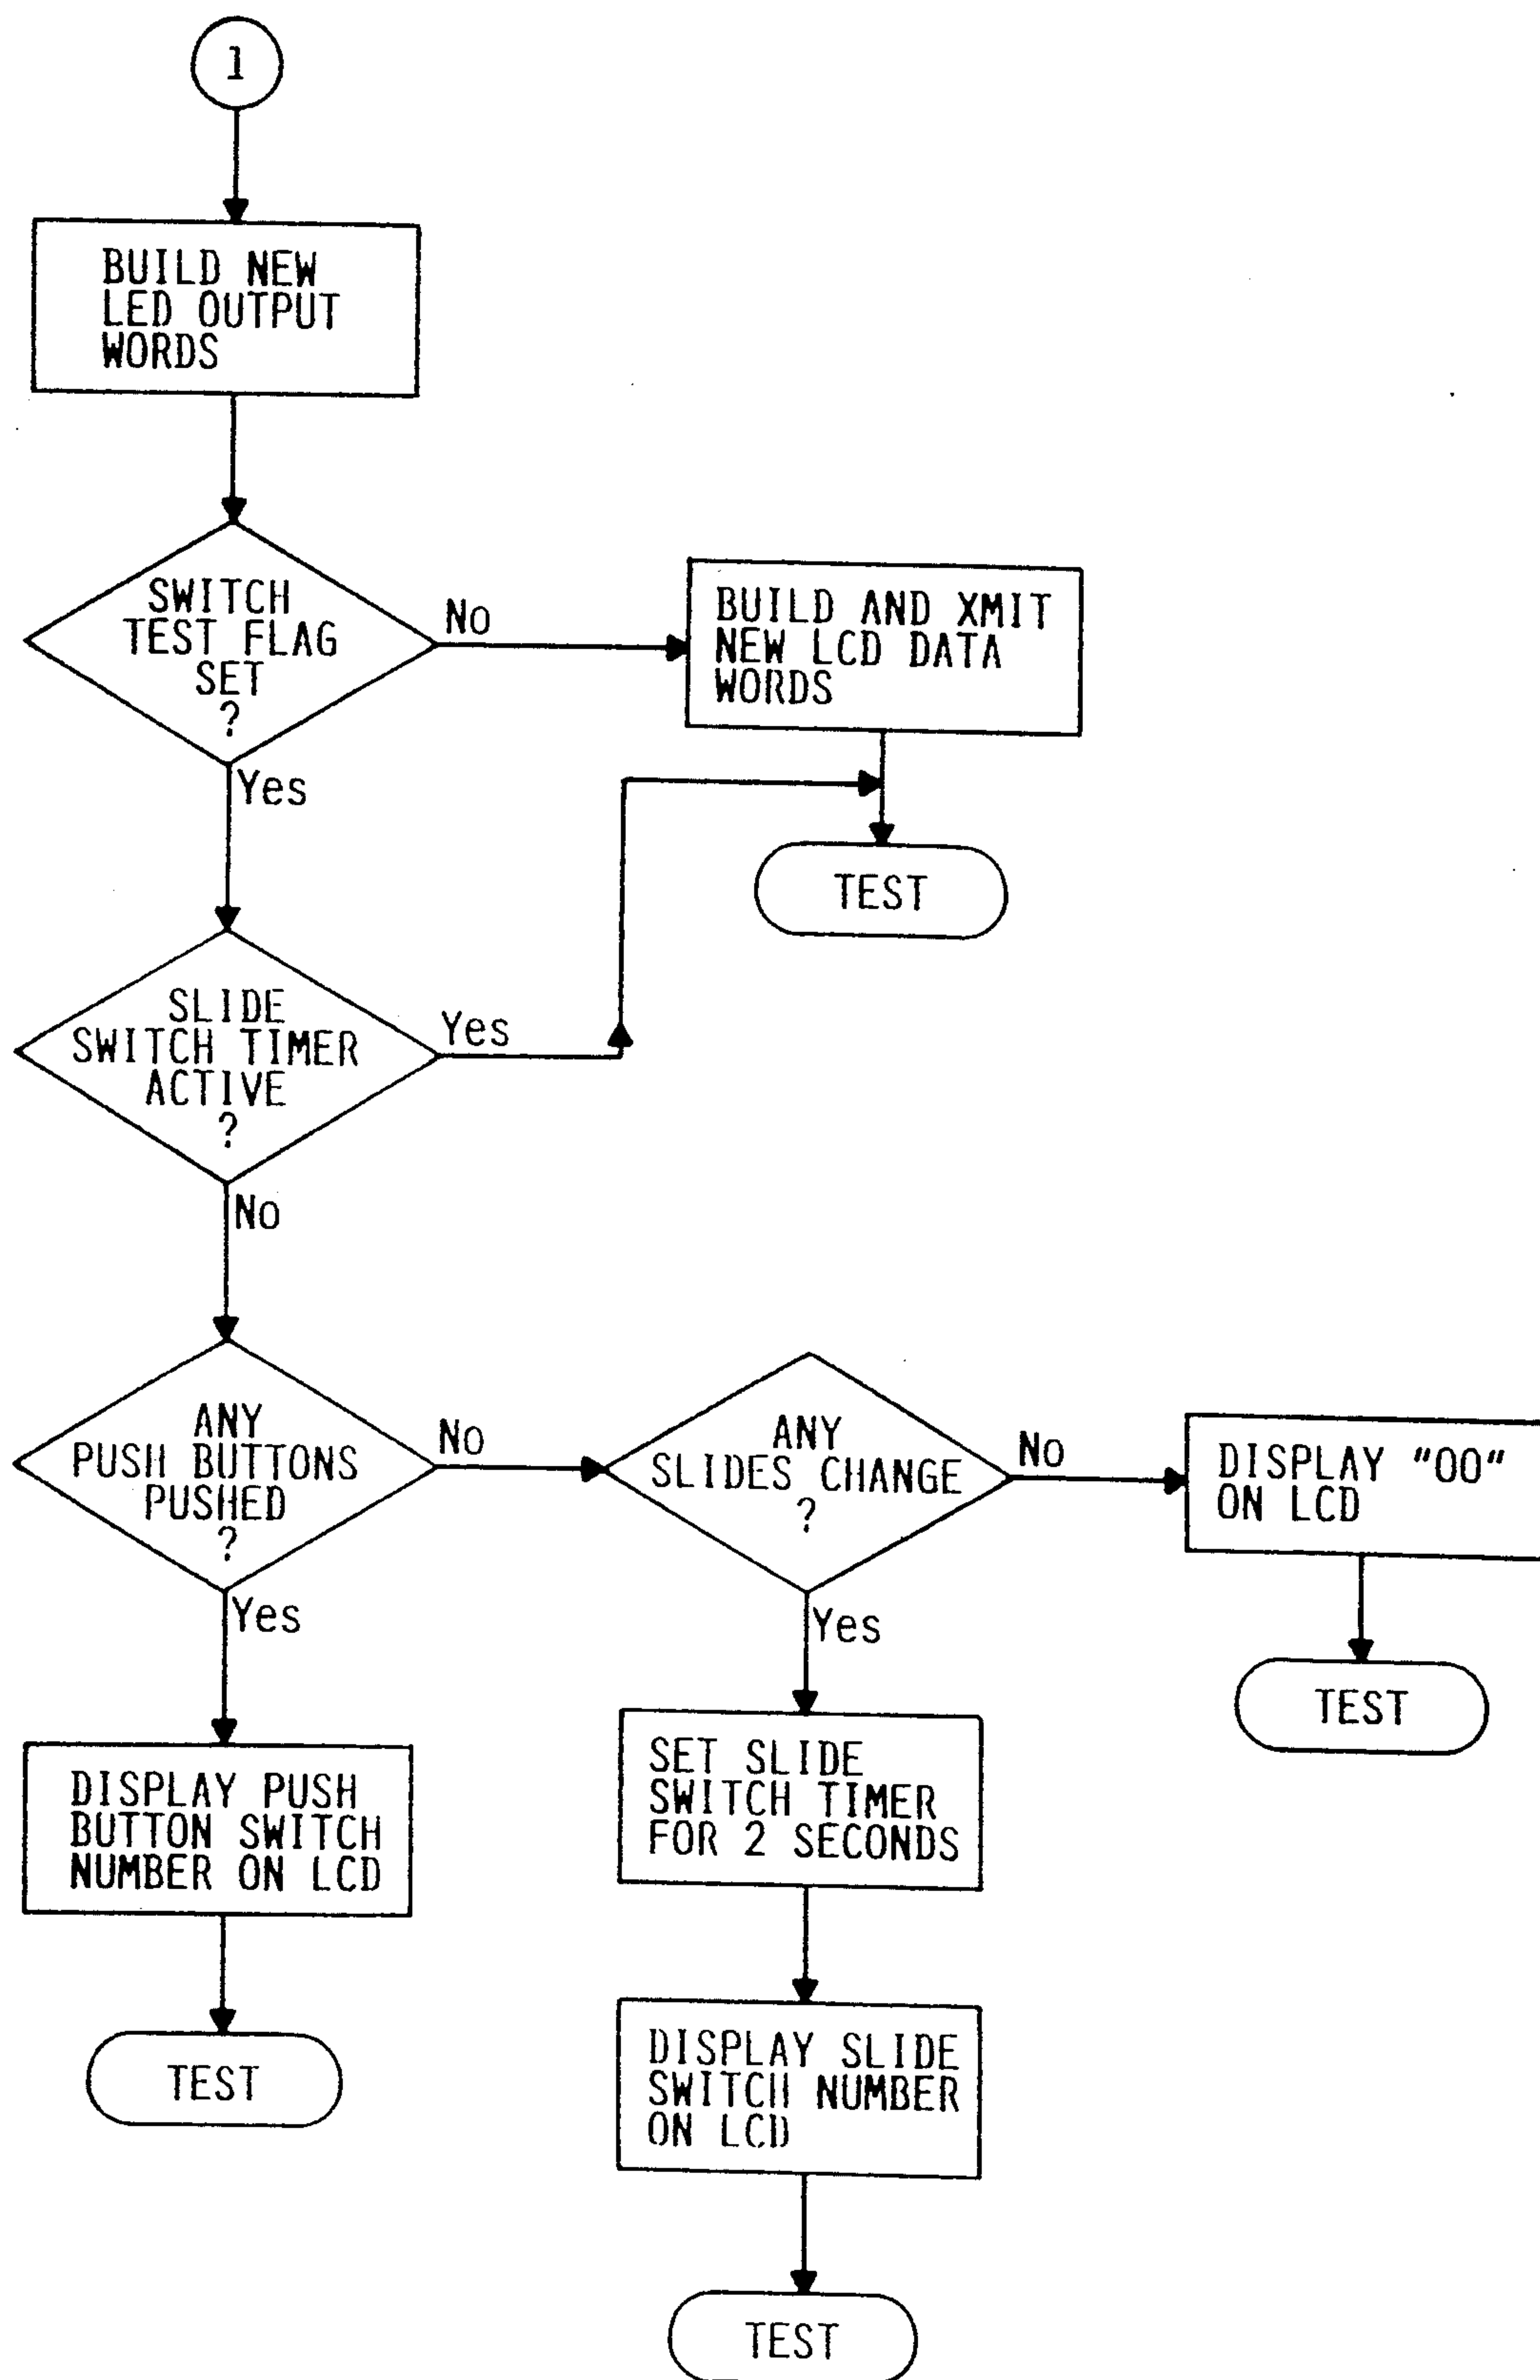 1
BUILD NEW
LED OUTPUT
WORDS
SWITCH
TEST FLAG
SET
?
No
BUILD AND XMIT
NEW LCD DATA
WORDS
Yes
TEST
SLIDE
SWITCH TIMER
ACTIVE
?
Yes
No
ANY
PUSH BUTTONS
PUSHED
?
No
ANY
SLIDES CHANGE
?
No
DISPLAY "00"
ON LCD
Yes
Yes
TEST
DISPLAY PUSH
BUTTON SWITCH
NUMBER ON LCD
SET SLIDE
SWITCH TIMER
FOR 2 SECONDS
TEST
DISPLAY SLIDE
SWITCH NUMBER
ON LCD
TEST